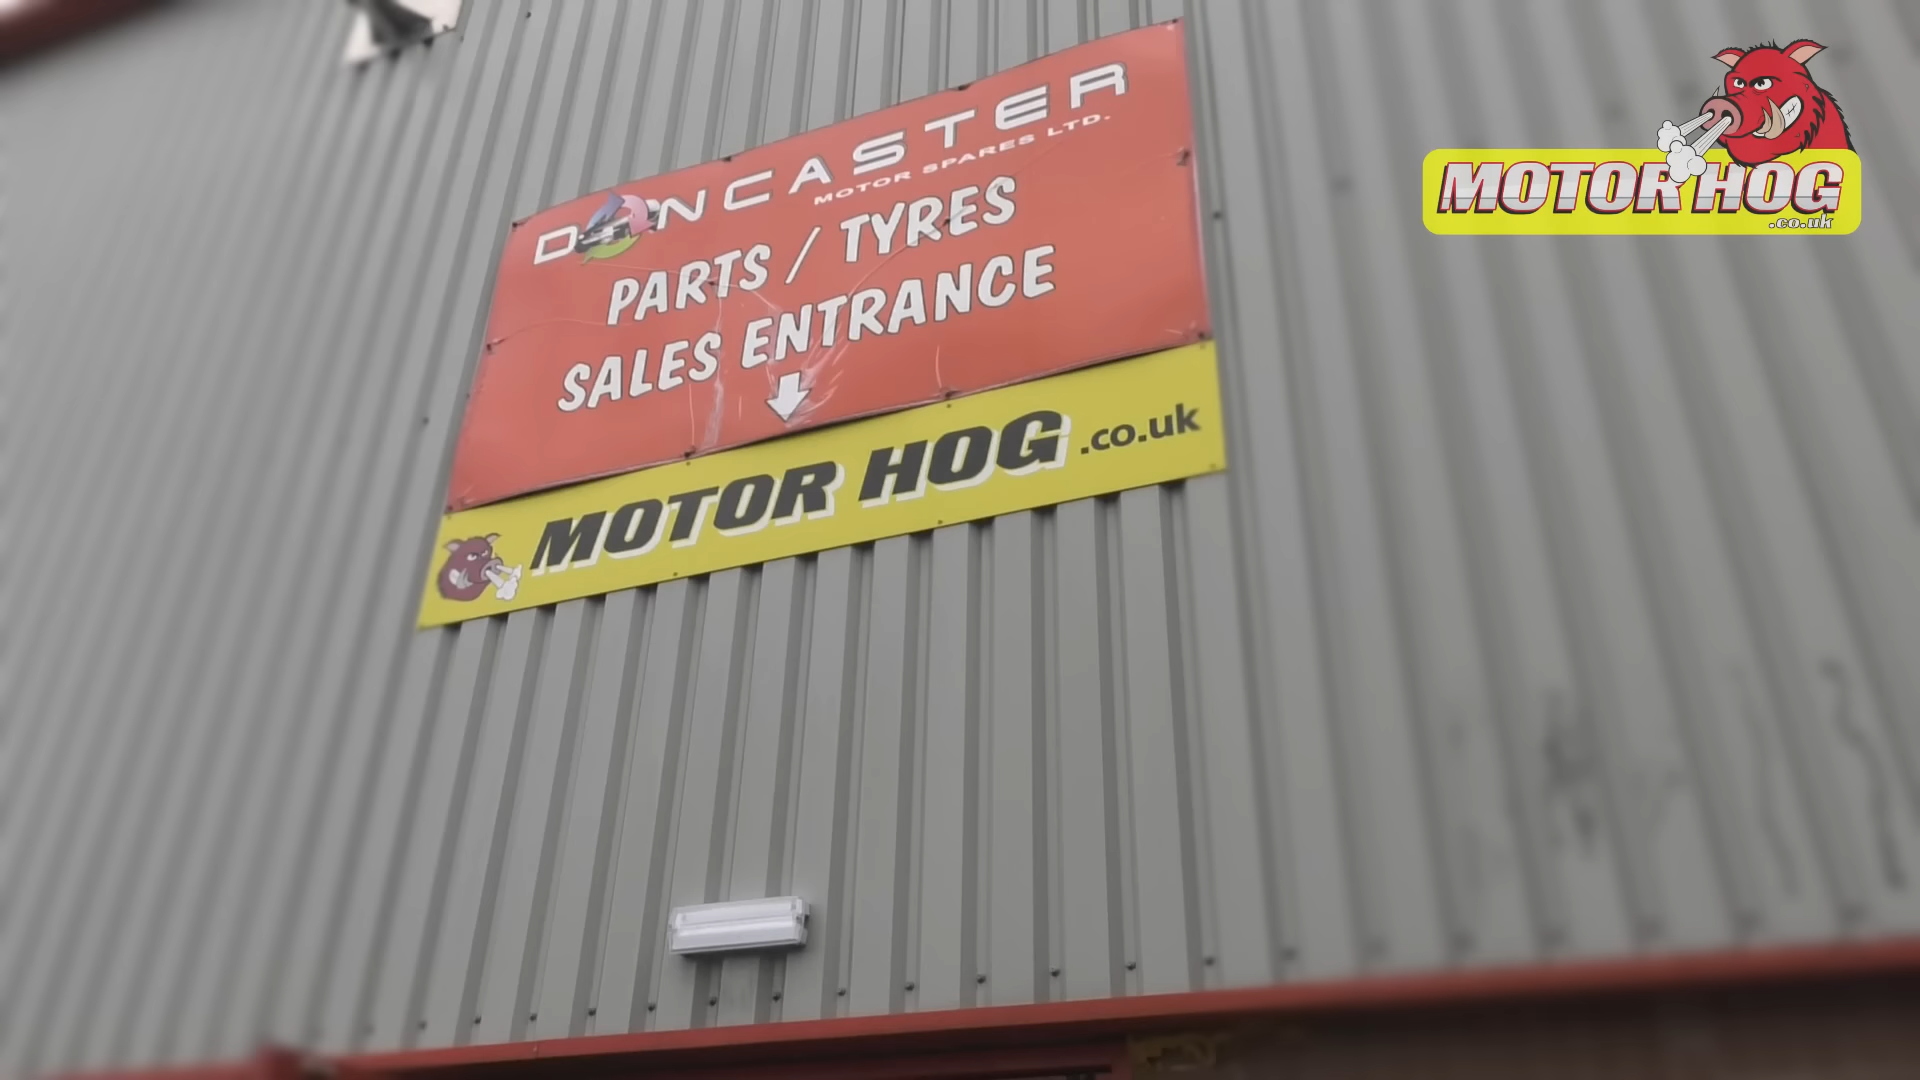 DONCASTER
MOTOR SPARES LTD.
PARTS / TYRES
SALES ENTRANCE
MOTOR HOG .co.uk
MOTOR HOG
.co.uk